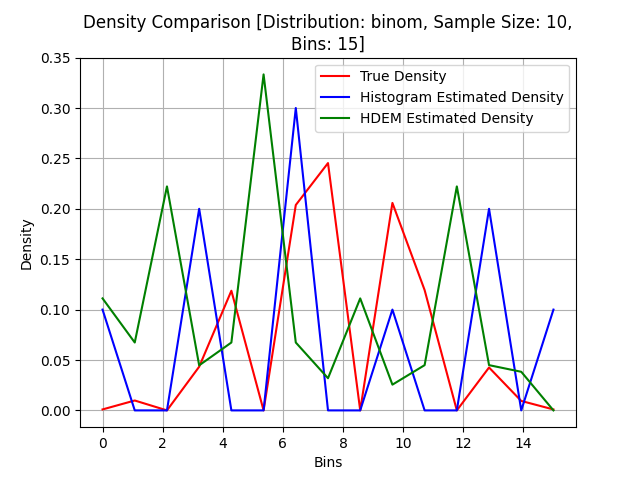 Density Comparison [Distribution: binom, Sample Size: 10,
Bins: 15]
True Density
Histogram Estimated Density
HDEM Estimated Density
Density
0.35
0.30
0.25
0.20
0.15
0.10
0.05
0.00
0 2 4 6 8 10 12 14
Bins